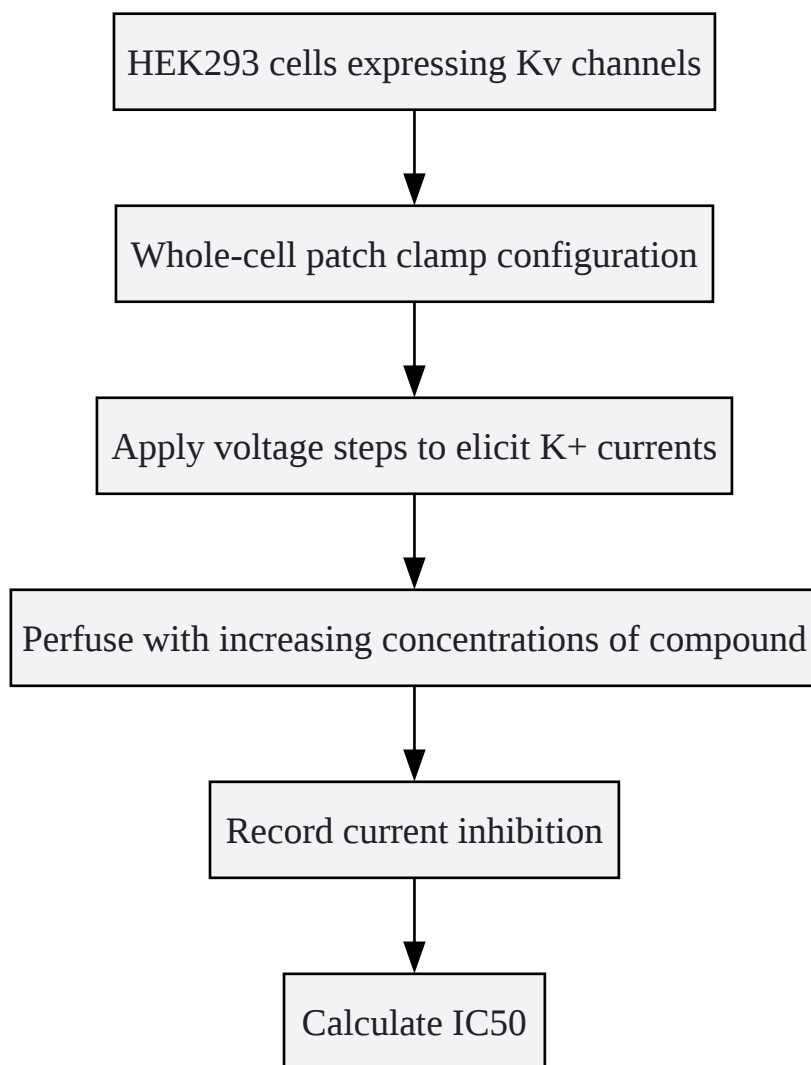 HEK293 cells expressing Kv channels
Whole-cell patch clamp configuration
Apply voltage steps to elicit K+ currents
Perfuse with increasing concentrations of compound
Record current inhibition
Calculate IC50